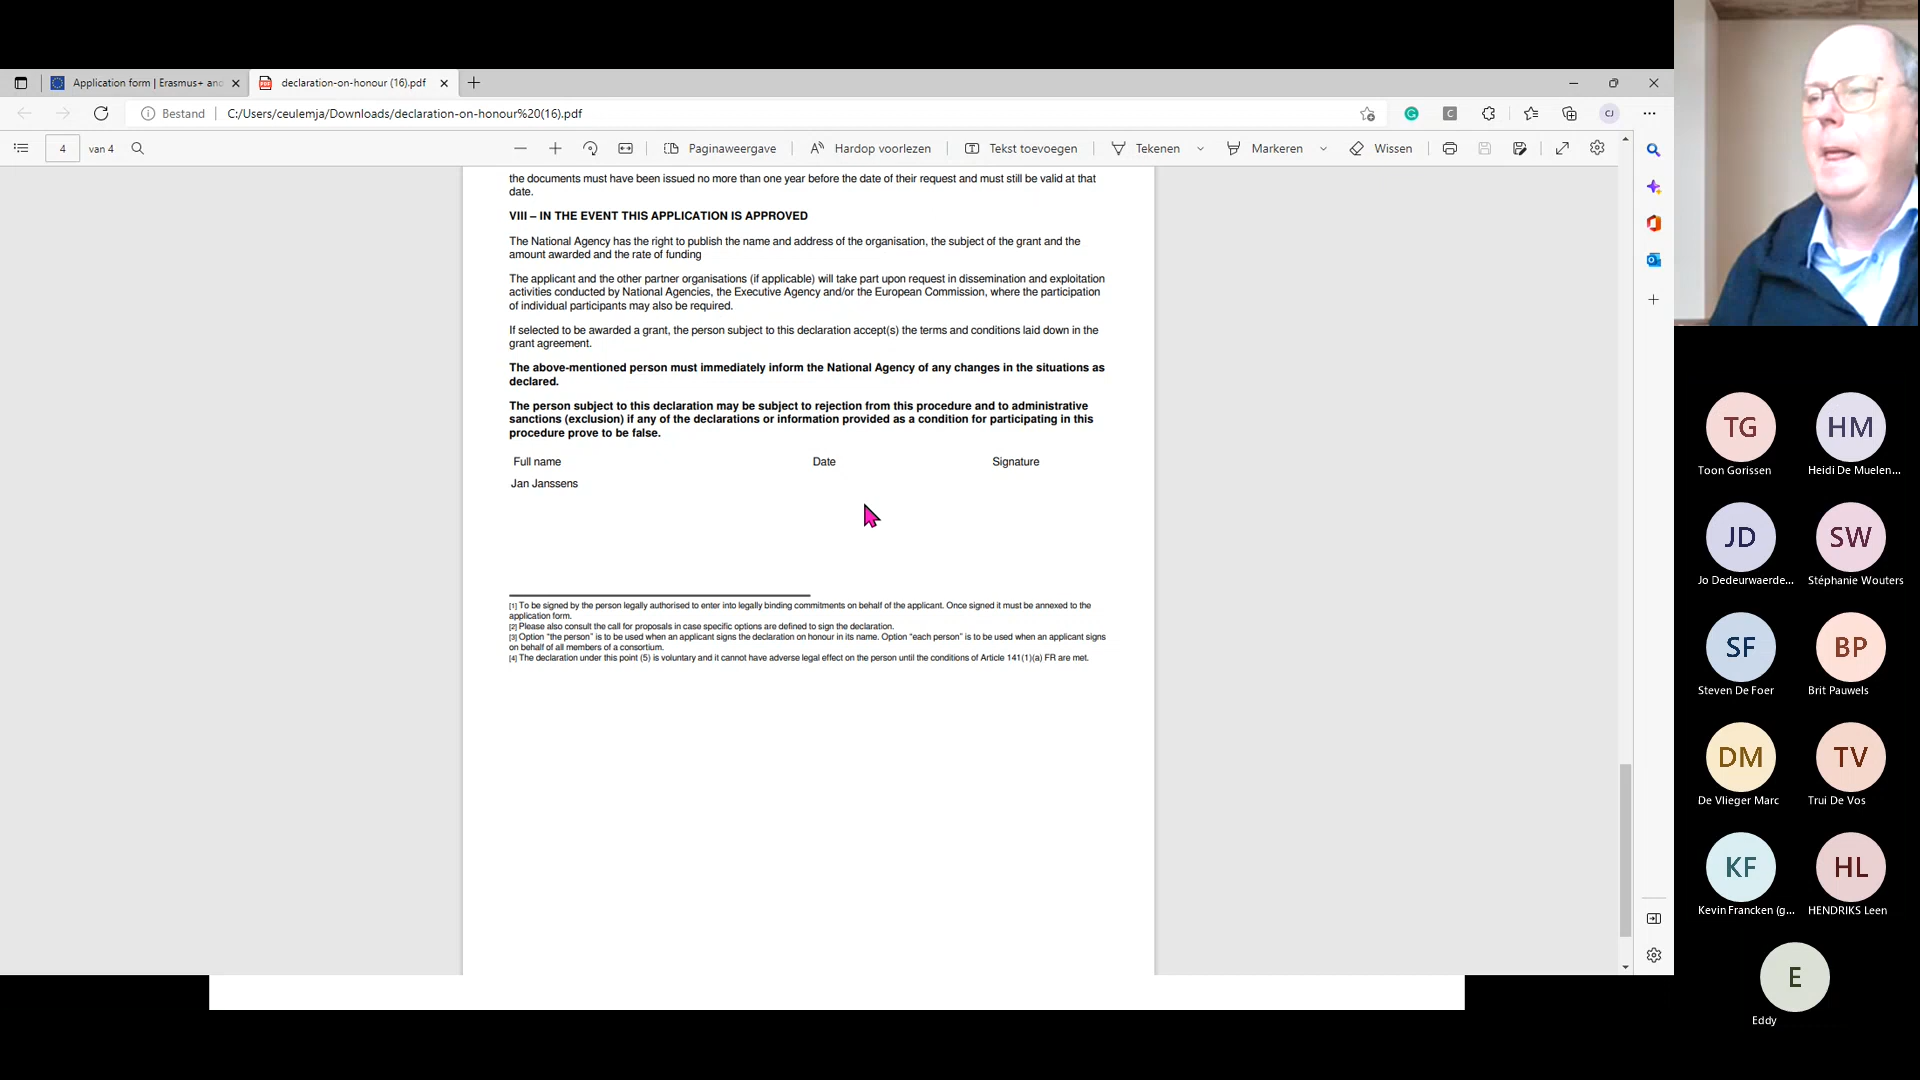 Application form | Erasmus+ and
declaration-on-honour (16).pdf
Bestand
C:/Users/ceulemja/Downloads/declaration-on-honour%20(16).pdf
C
CJ
4 van 4
Paginaweergave
Hardop voorlezen
Tekst toevoegen
Tekenen
Markeren
Wissen
the documents must have been issued no more than one year before the date of their request and must still be valid at that
date.
VIII – IN THE EVENT THIS APPLICATION IS APPROVED
The National Agency has the right to publish the name and address of the organisation, the subject of the grant and the
amount awarded and the rate of funding
The applicant and the other partner organisations (if applicable) will take part upon request in dissemination and exploitation
activities conducted by National Agencies, the Executive Agency and/or the European Commission, where the participation
of individual participants may also be required.
If selected to be awarded a grant, the person subject to this declaration accept(s) the terms and conditions laid down in the
grant agreement.
The above-mentioned person must immediately inform the National Agency of any changes in the situations as
declared.
The person subject to this declaration may be subject to rejection from this procedure and to administrative
sanctions (exclusion) if any of the declarations or information provided as a condition for participating in this
procedure prove to be false.
Full name Date Signature
Jan Janssens
[1] To be signed by the person legally authorised to enter into legally binding commitments on behalf of the applicant. Once signed it must be annexed to the
application form.
[2] Please also consult the call for proposals in case specific options are defined to sign the declaration.
[3] Option “the person” is to be used when an applicant signs the declaration on honour in its name. Option “each person” is to be used when an applicant signs
on behalf of all members of a consortium.
[4] The declaration under this point (5) is voluntary and it cannot have adverse legal effect on the person until the conditions of Article 141(1)(a) FR are met.
TG HM
Toon Gorissen Heidi De Muelen...
JD SW
Jo Dedeurwaerde... Stéphanie Wouters
SF BP
Steven De Foer Brit Pauwels
DM TV
De Vlieger Marc Trui De Vos
KF HL
Kevin Francken (g... HENDRIKS Leen
E
Eddy